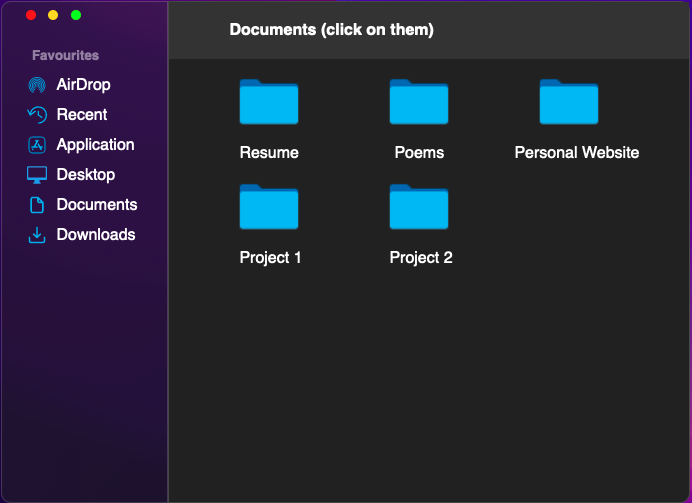 Documents (click on them)
Favourites
AirDrop
Recent
Application
Desktop
Documents
Downloads
Resume
Poems
Personal Website
Project 1
Project 2